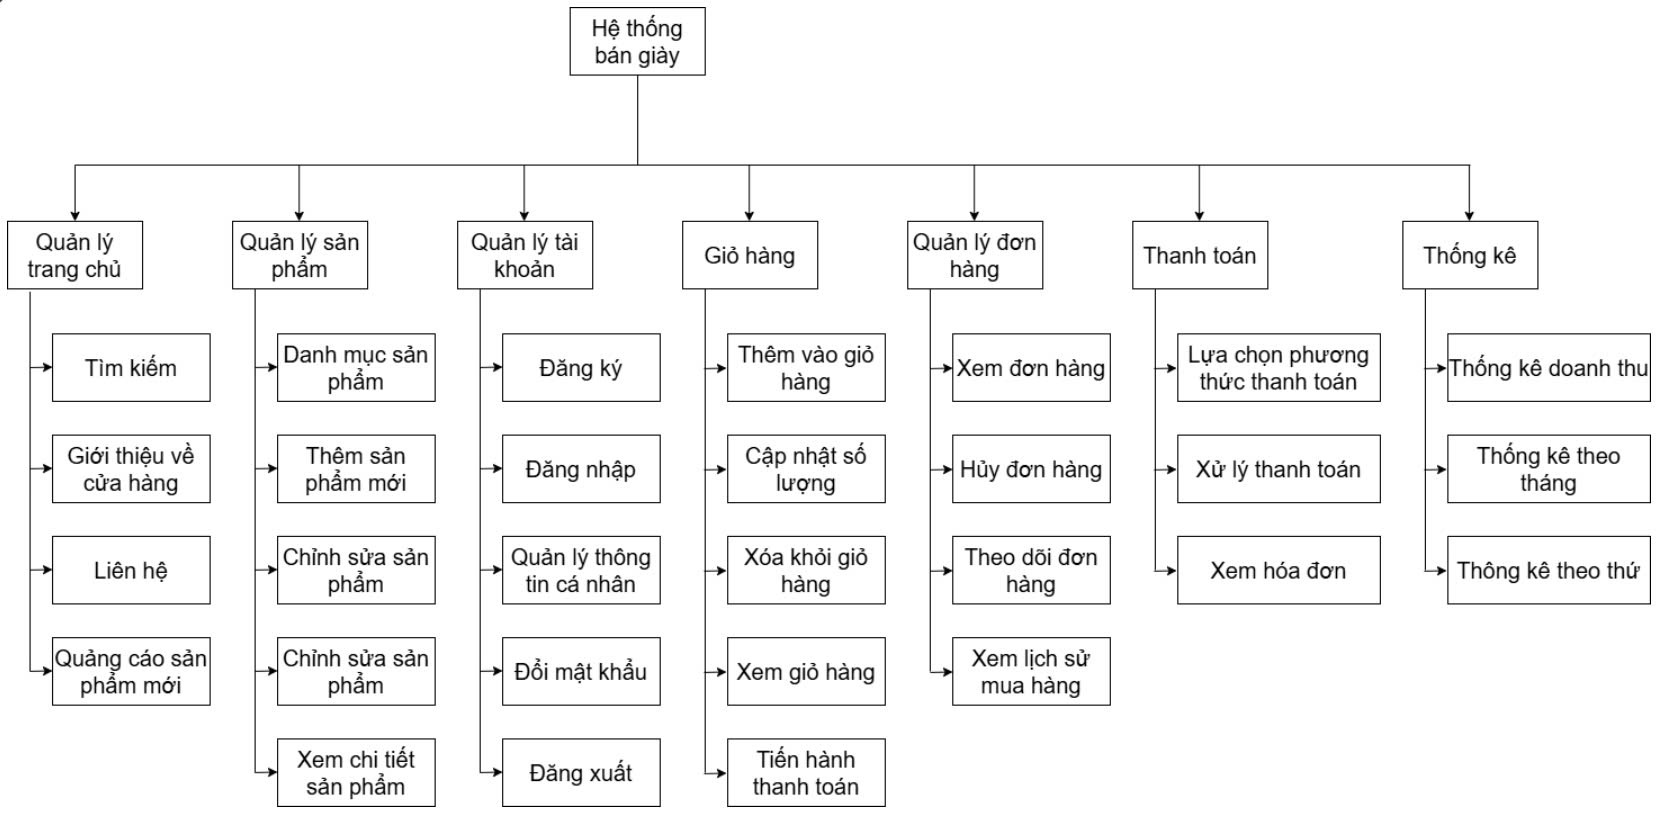 Hệ thống
bán giày
Quản lý
trang chủ
Tìm kiếm
Giới thiệu về
cửa hàng
Liên hệ
Quảng cáo sản
phẩm mới
Quản lý sản
phẩm
Danh mục sản
phẩm
Thêm sản
phẩm mới
Chỉnh sửa sản
phẩm
Chỉnh sửa sản
phẩm
Xem chi tiết
sản phẩm
Quản lý tài
khoản
Đăng ký
Đăng nhập
Quản lý thông
tin cá nhân
Đổi mật khẩu
Đăng xuất
Giỏ hàng
Thêm vào giỏ
hàng
Cập nhật số
lượng
Xóa khỏi giỏ
hàng
Xem giỏ hàng
Tiến hành
thanh toán
Quản lý đơn
hàng
Xem đơn hàng
Hủy đơn hàng
Theo dõi đơn
hàng
Xem lịch sử
mua hàng
Thanh toán
Lựa chọn phương
thức thanh toán
Xử lý thanh toán
Xem hóa đơn
Thống kê
Thống kê doanh thu
Thống kê theo
tháng
Thông kê theo thứ